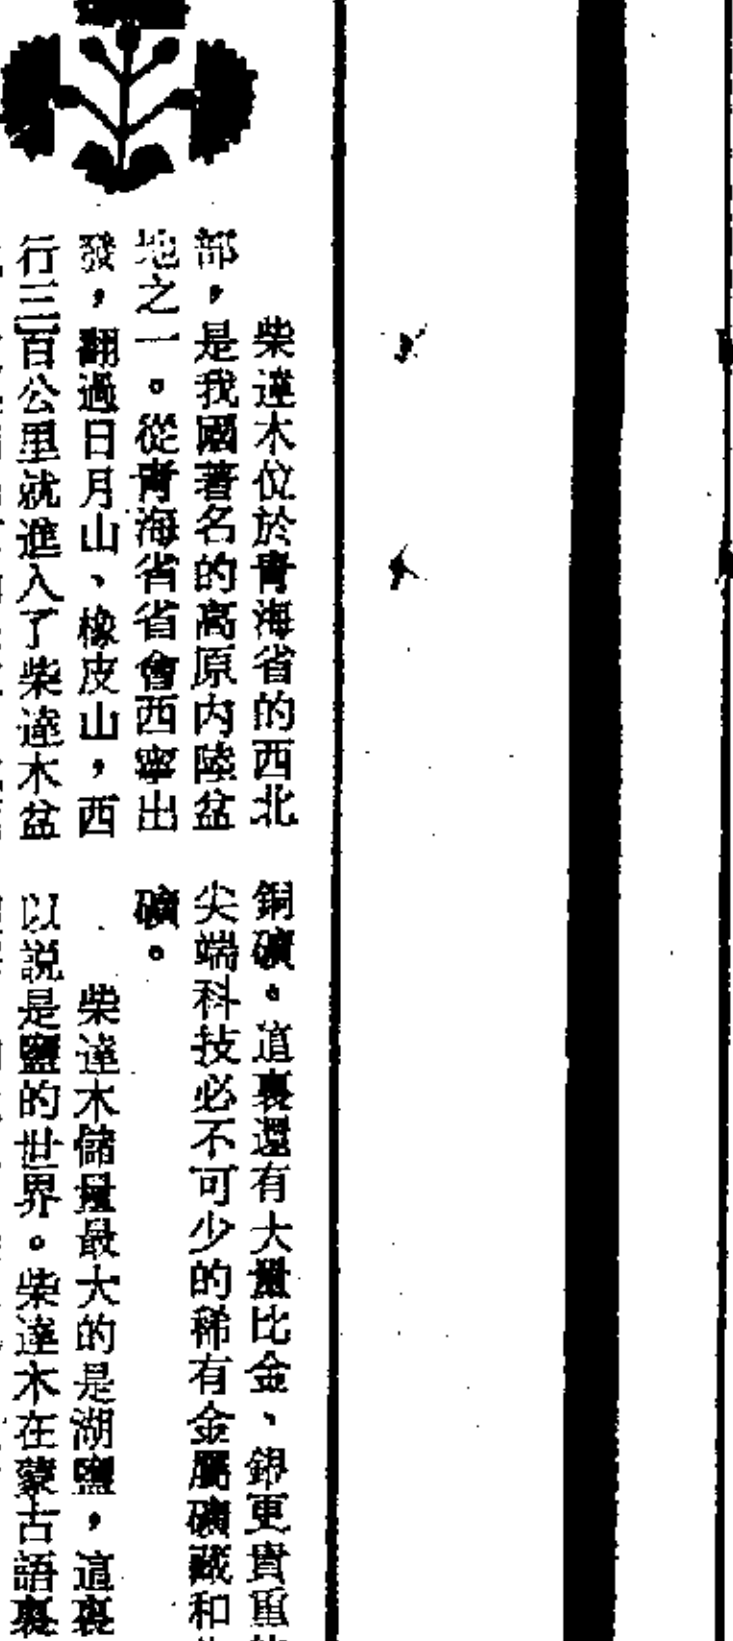 柴達木位於青海省的西北
部，是我國著名的高原内陸盆
地之一。從青海省省會西寧出
發，翻過日月山、橡皮山，西
行三百公里就進入了柴達木盆
銅礦。這裏還有大量比金、銀更貴重
尖端科技必不可少的稀有金屬礦藏和
礦。
柴達木儲量最大的是湖鹽，這裏
以説是鹽的世界。柴達木在蒙古語裏